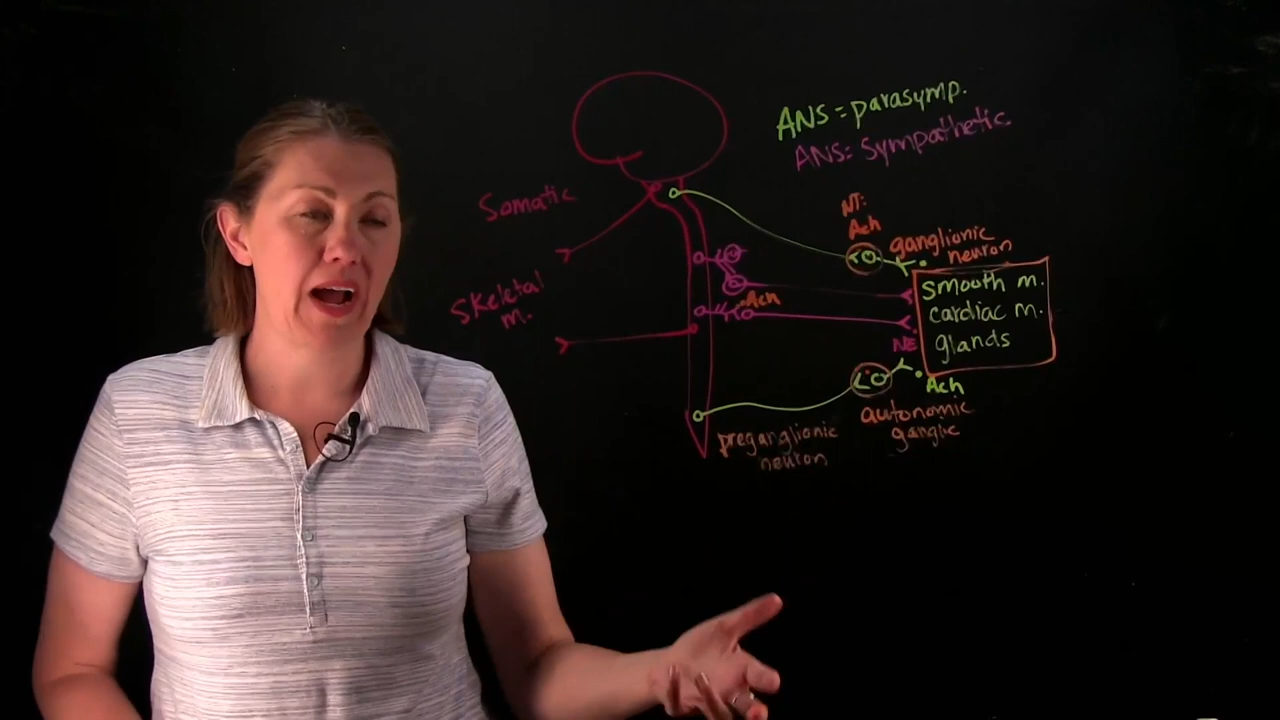 ANS = parasymp.
ANS = Sympathetic
Somatic
Skeletal
m.
NT:
Ach
ganglionic
neuron
smooth m.
cardiac m.
glands
Ach
NE
Ach
autonomic
ganglia
preganglionic
neuron